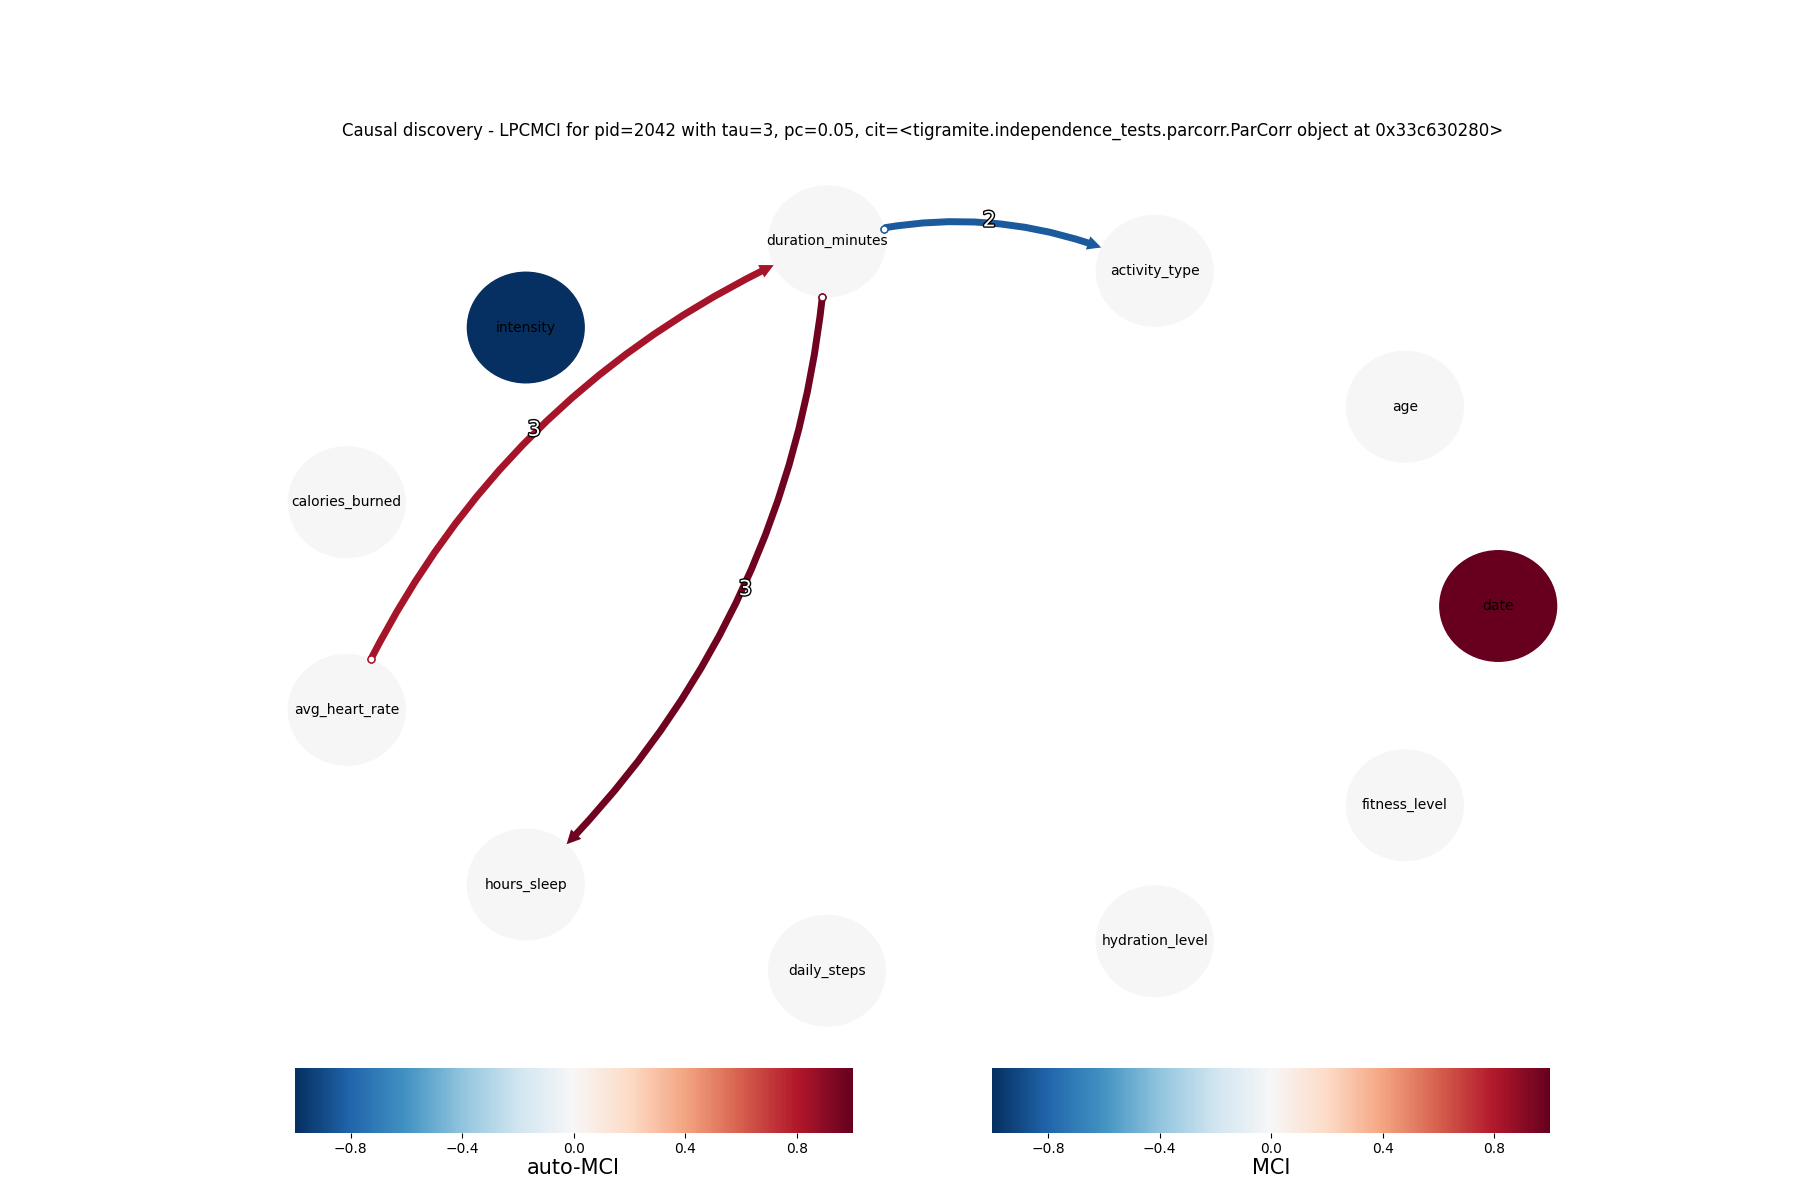 Causal discovery - LPCMCI for pid=2042 with tau=3, pc=0.05, cit=<tigramite.independence_tests.parcorr.ParCorr object at 0x33c630280>
2
duration_minutes
activity_type
intensity
age
3
calories_burned
3
date
avg_heart_rate
fitness_level
hours_sleep
hydration_level
daily_steps
−0.8 −0.4 0.0 0.4 0.8
auto-MCI
−0.8 −0.4 0.0 0.4 0.8
MCI